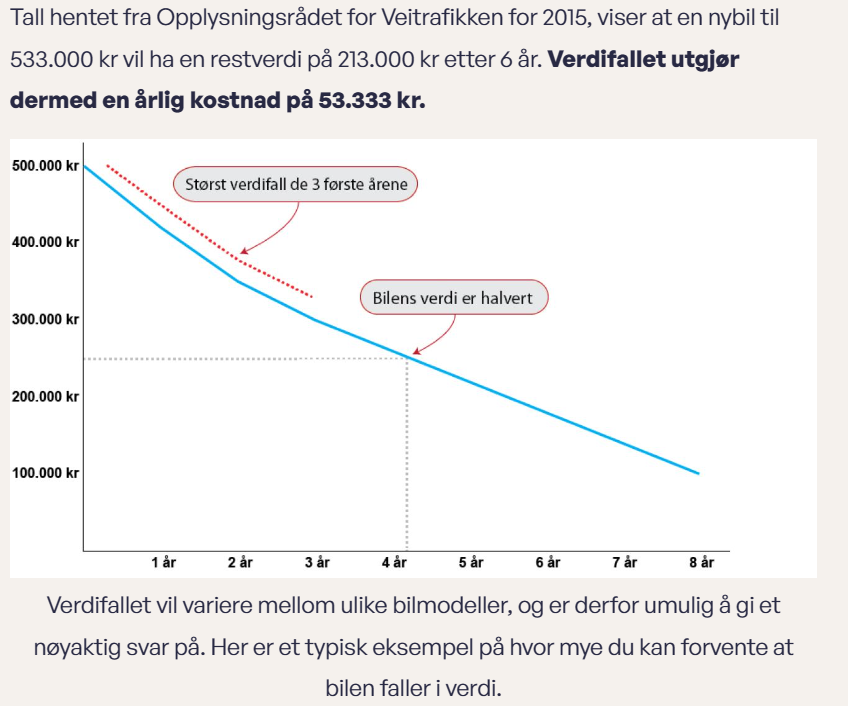 Tall hentet fra Opplysningsrådet for Veitrafikken for 2015, viser at en nybil til
533.000 kr vil ha en restverdi på 213.000 kr etter 6 år. Verdifallet utgjør
dermed en årlig kostnad på 53.333 kr.
500.000 kr
Størst verdifall de 3 første årene
400.000 kr
Bilens verdi er halvert
300.000 kr
200.000 kr
100.000 kr
1 år 2 år 3 år 4 år 5 år 6 år 7 år 8 år
Verdifallet vil variere mellom ulike bilmodeller, og er derfor umulig å gi et
nøyaktig svar på. Her er et typisk eksempel på hvor mye du kan forvente at
bilen faller i verdi.